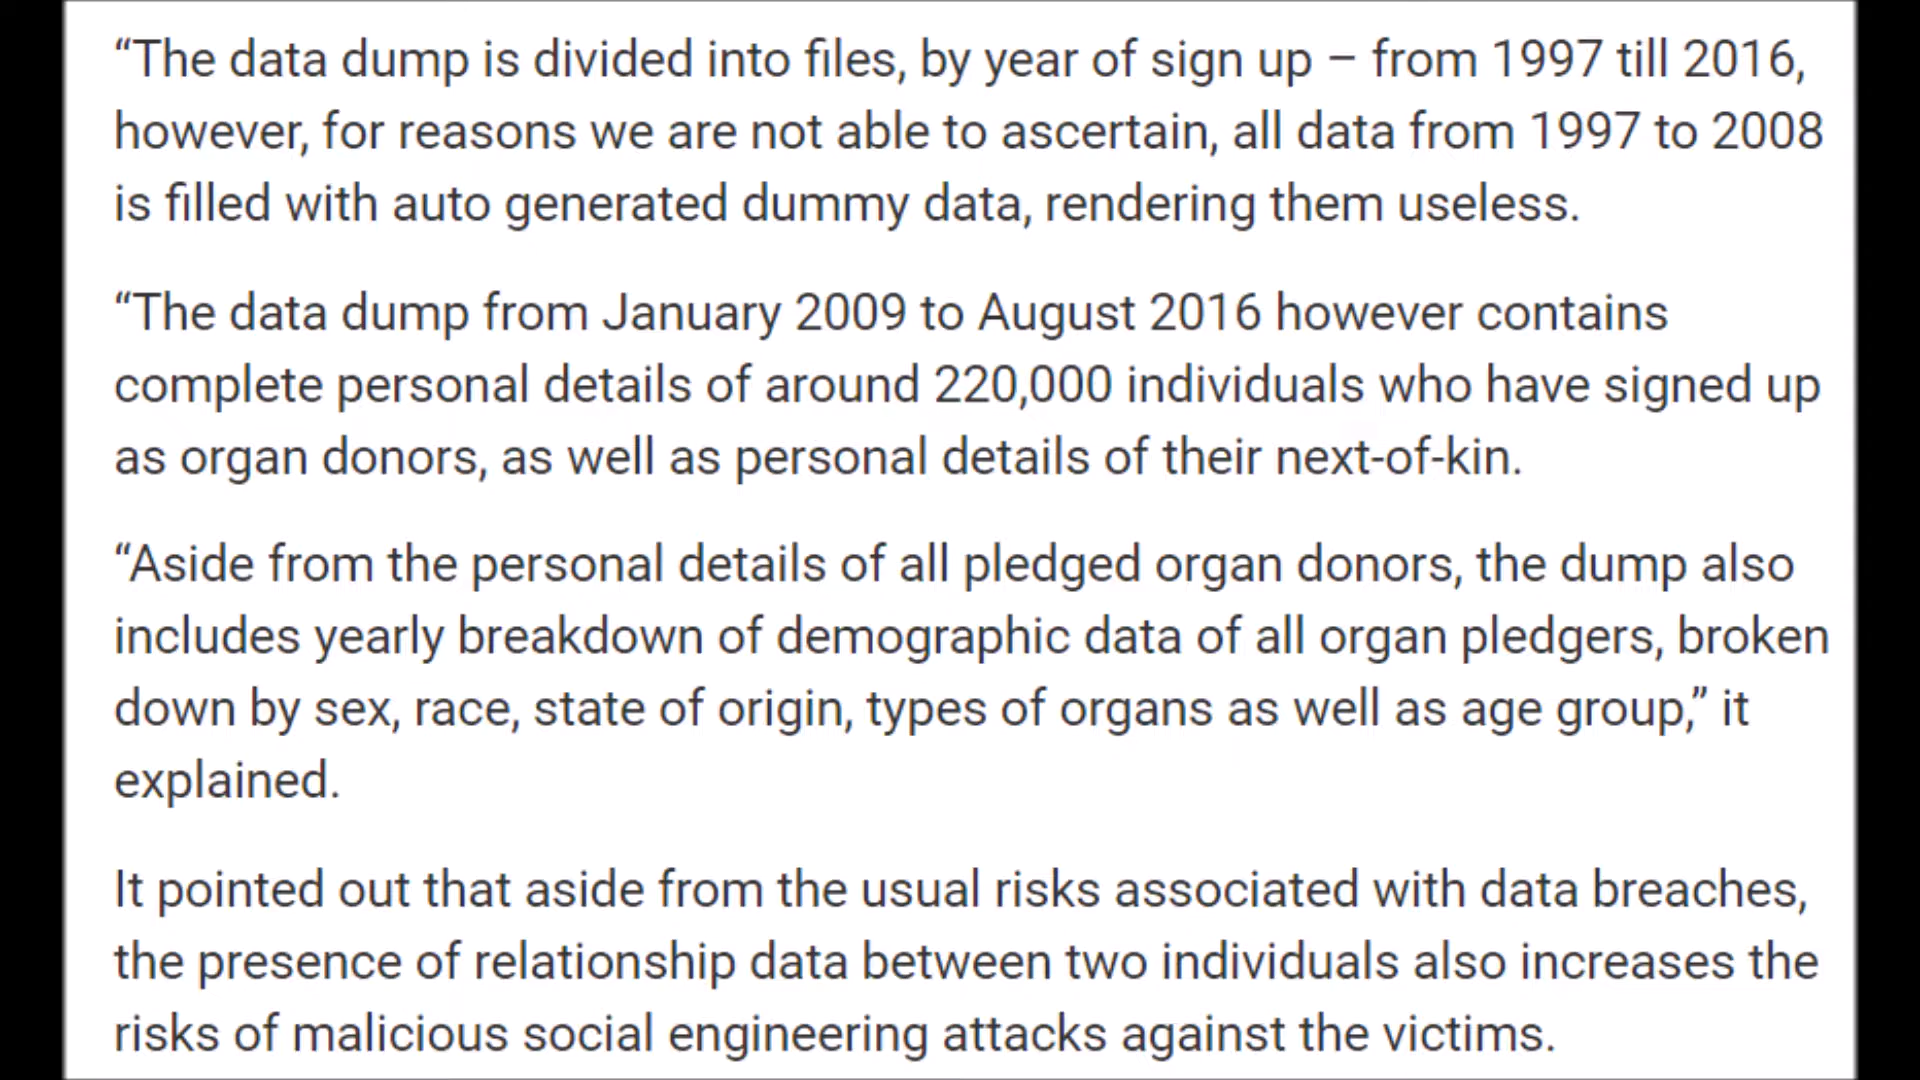 “The data dump is divided into files, by year of sign up – from 1997 till 2016,
however, for reasons we are not able to ascertain, all data from 1997 to 2008
is filled with auto generated dummy data, rendering them useless.
“The data dump from January 2009 to August 2016 however contains
complete personal details of around 220,000 individuals who have signed up
as organ donors, as well as personal details of their next-of-kin.
“Aside from the personal details of all pledged organ donors, the dump also
includes yearly breakdown of demographic data of all organ pledgers, broken
down by sex, race, state of origin, types of organs as well as age group,” it
explained.
It pointed out that aside from the usual risks associated with data breaches,
the presence of relationship data between two individuals also increases the
risks of malicious social engineering attacks against the victims.